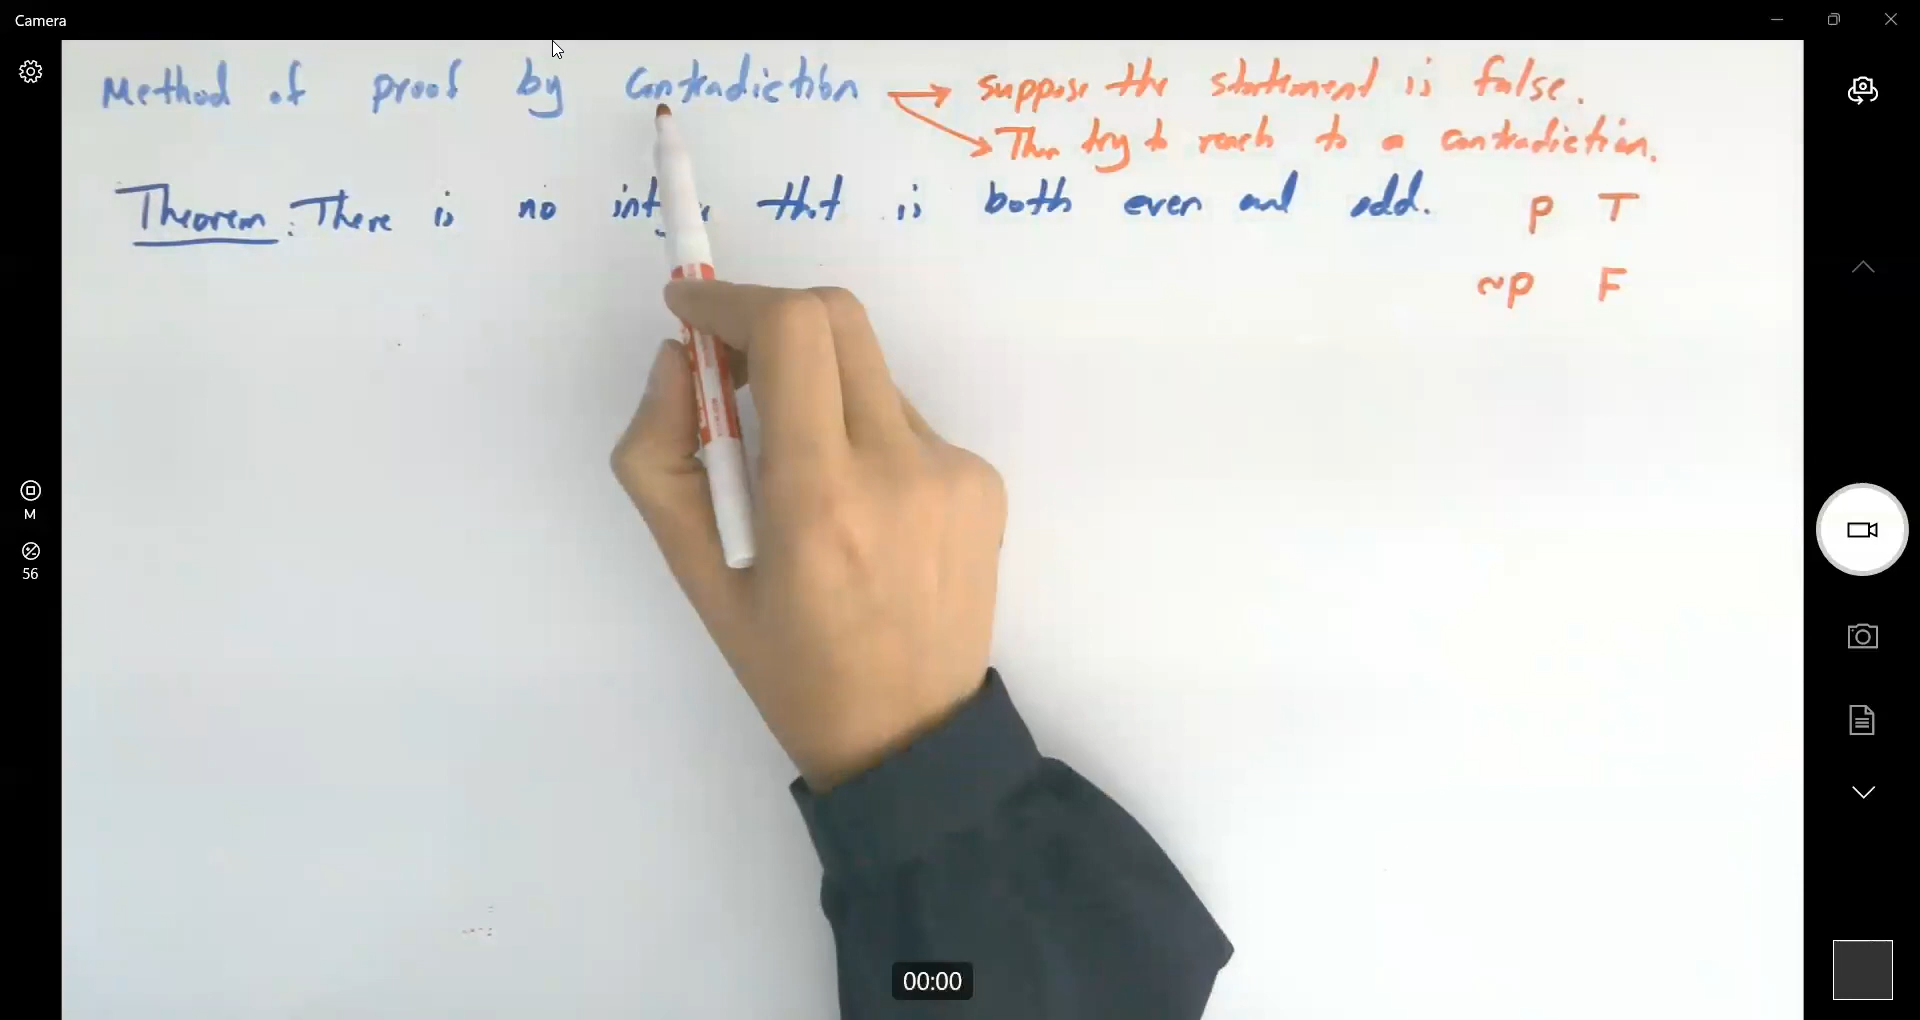 Camera
Method of proof by Contradiction → suppose the statement is false.
Then try to reach to a contradiction.
Theorem: There is no that is both even and odd. p T
~p F
M
56
00:00